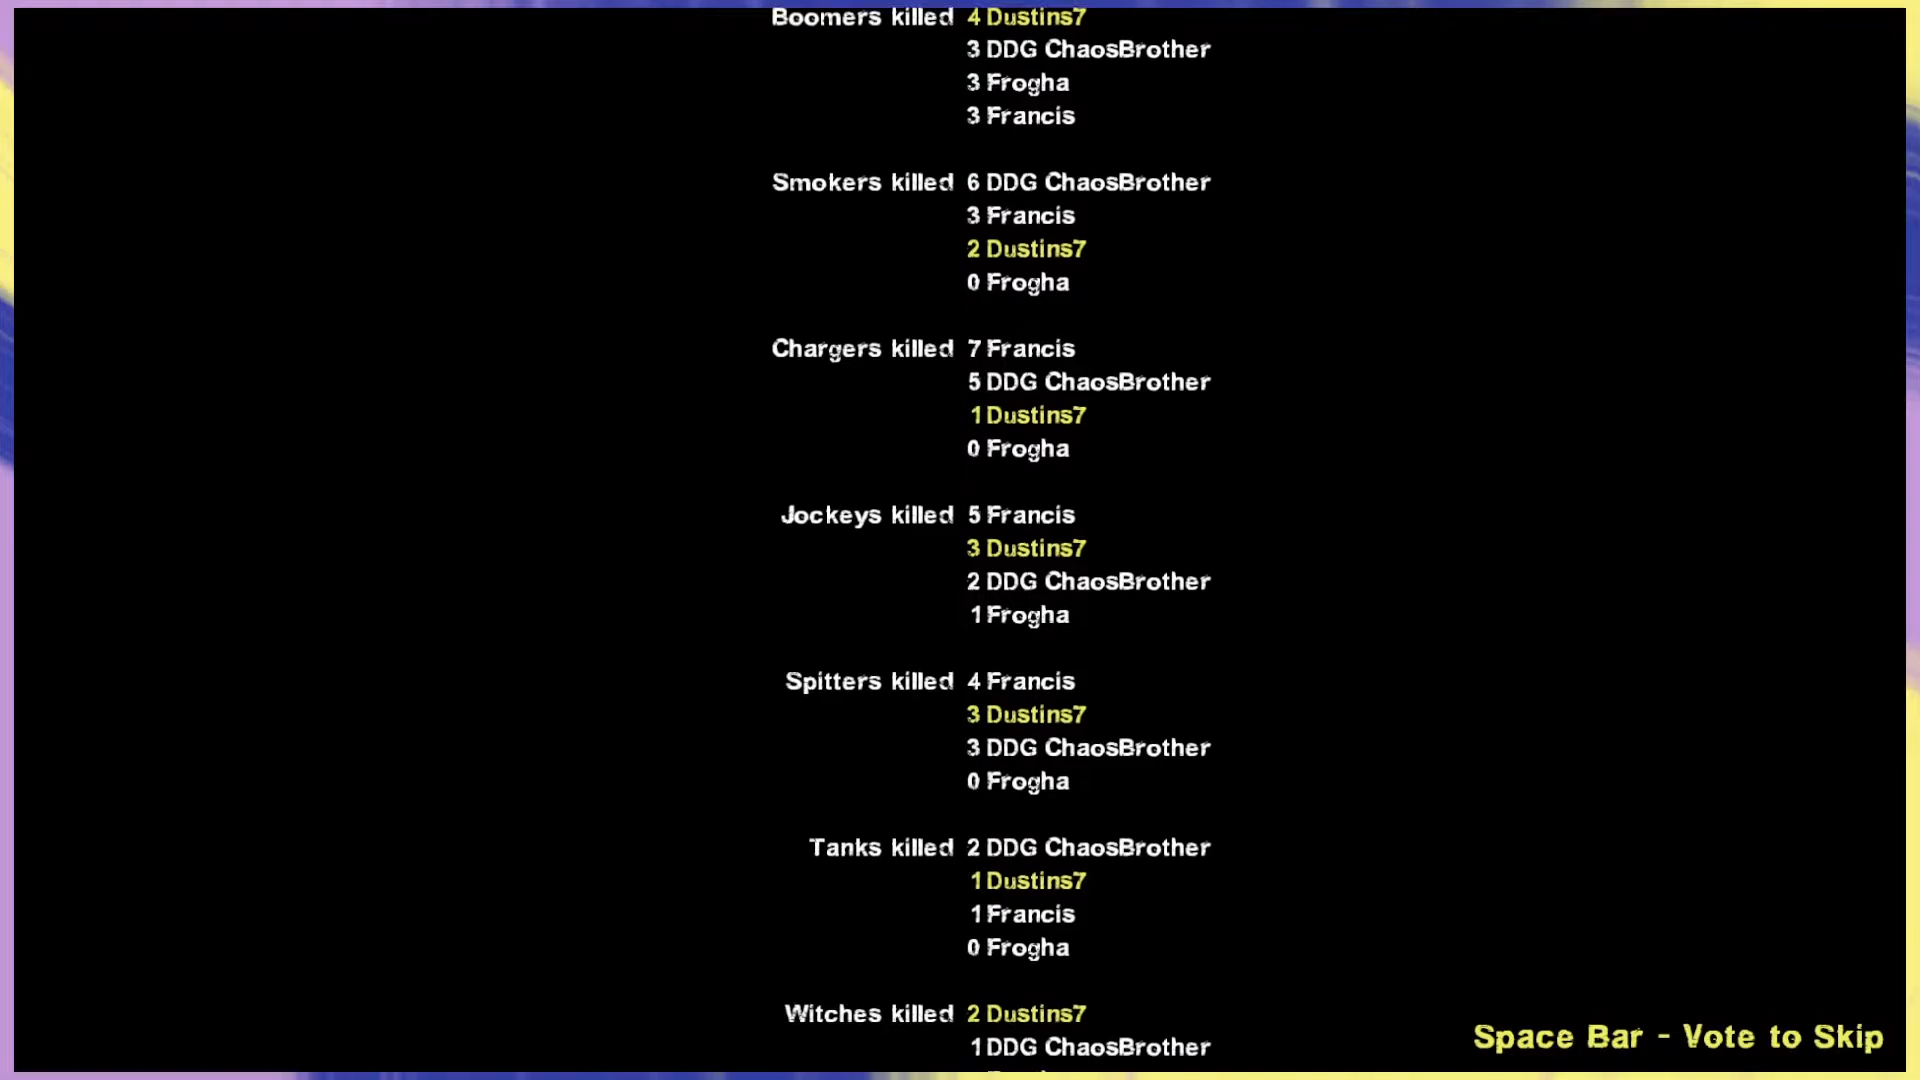 Boomers killed 4 Dustins7
3 DDG ChaosBrother
3 Frogha
3 Francis
Smokers killed 6 DDG ChaosBrother
3 Francis
2 Dustins7
0 Frogha
Chargers killed 7 Francis
5 DDG ChaosBrother
1 Dustins7
0 Frogha
Jockeys killed 5 Francis
3 Dustins7
2 DDG ChaosBrother
1 Frogha
Spitters killed 4 Francis
3 Dustins7
3 DDG ChaosBrother
0 Frogha
Tanks killed 2 DDG ChaosBrother
1 Dustins7
1 Francis
0 Frogha
Witches killed 2 Dustins7
1 DDG ChaosBrother
Space Bar - Vote to Skip